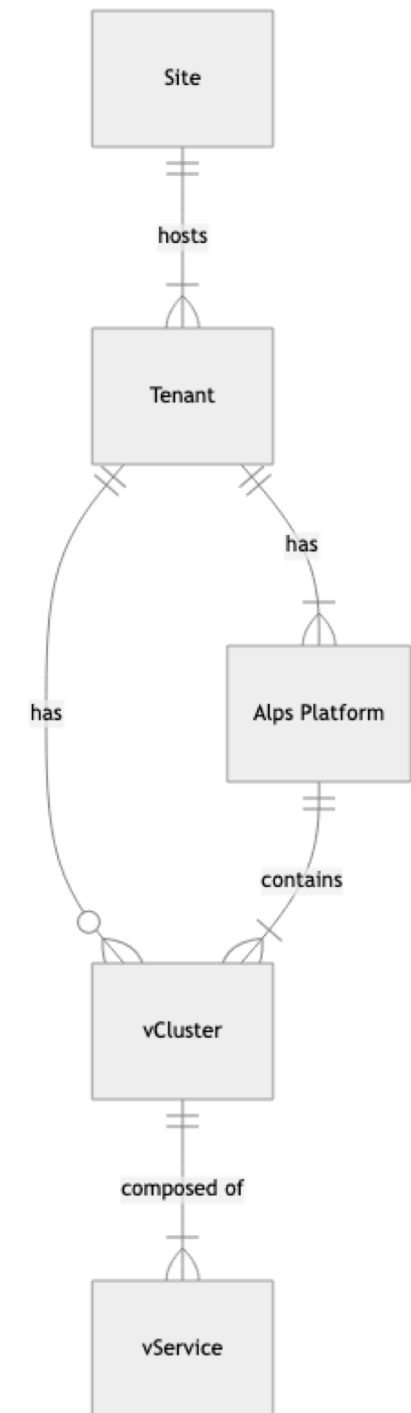 Site
hosts
Tenant
has
Alps Platform
has
contains
vCluster
composed of
vService